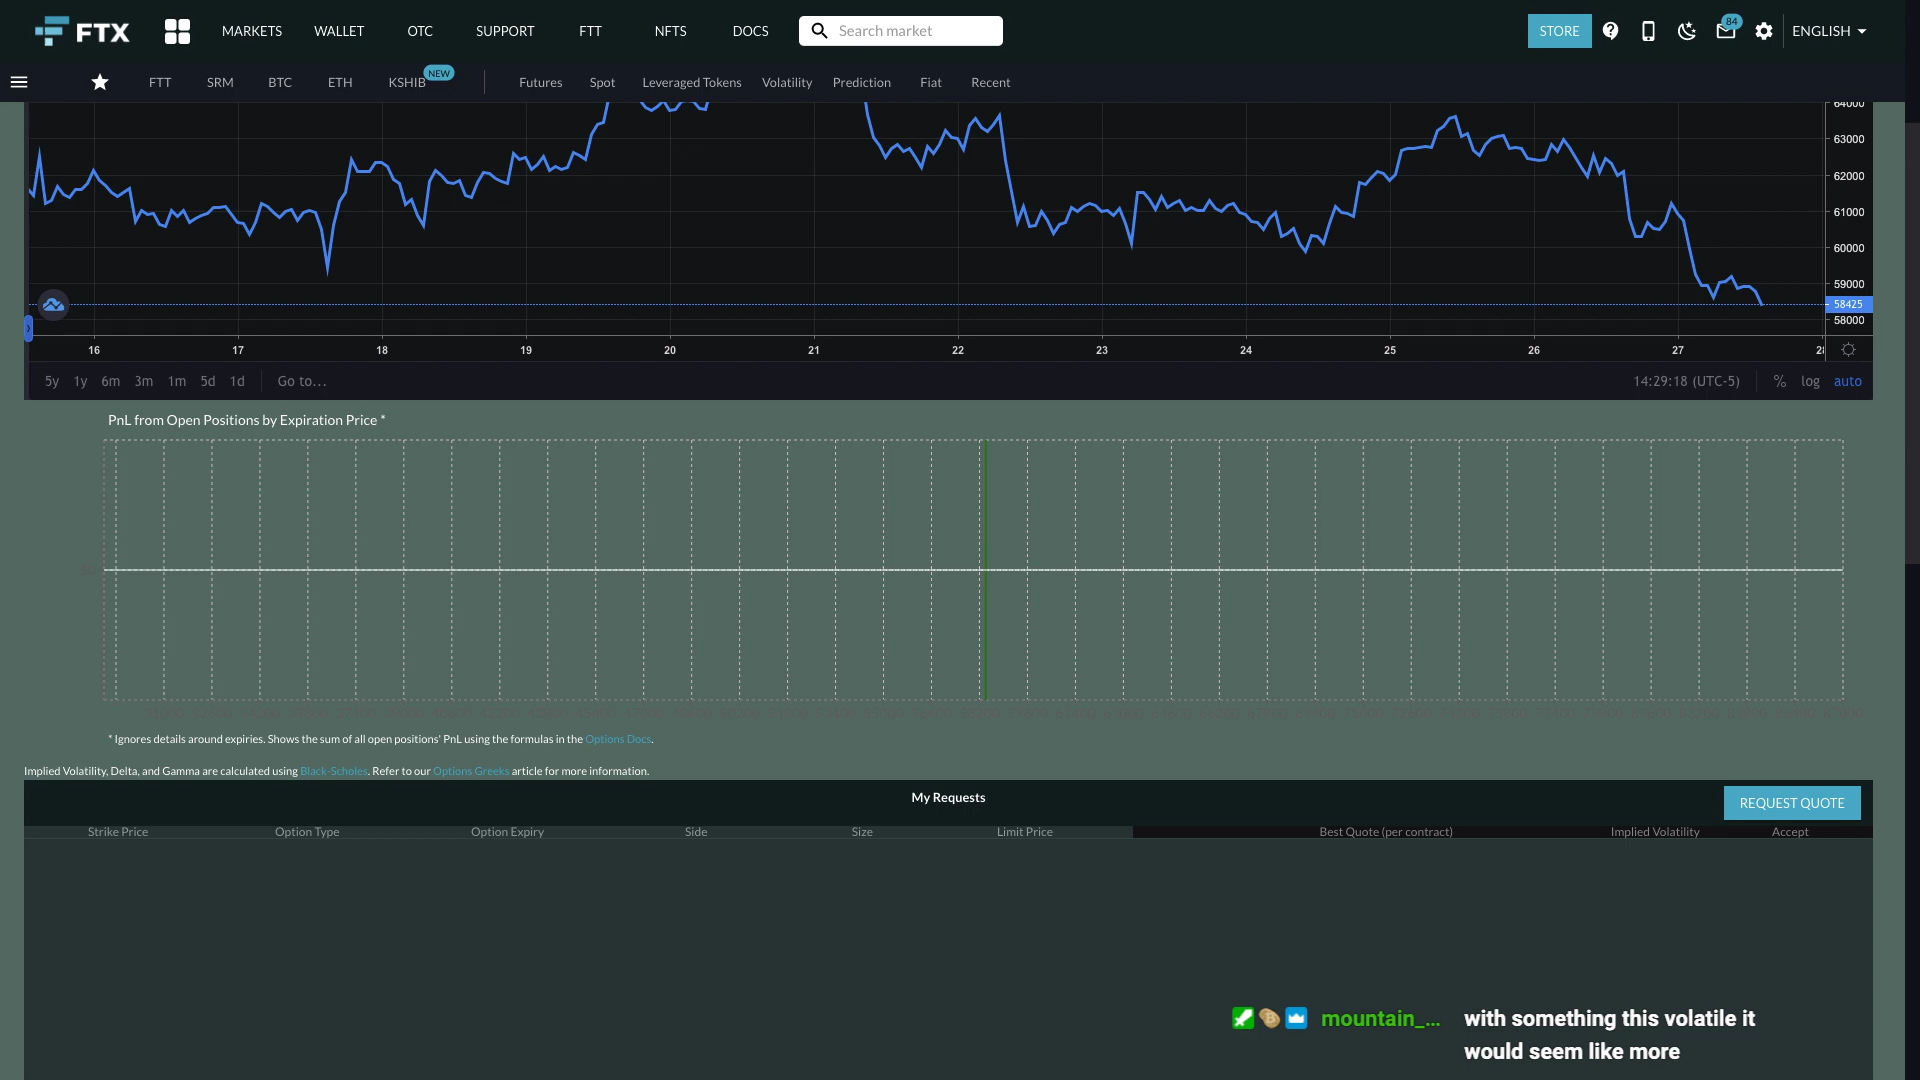 FTX MARKETS WALLET OTC SUPPORT FTT NFTS DOCS Search market STORE 84 ENGLISH
FTT SRM BTC ETH KSHIB NEW Futures Spot Leveraged Tokens Volatility Prediction Fiat Recent
64000
63000
62000
61000
60000
59000
58425
58000
16 17 18 19 20 21 22 23 24 25 26 27
5y 1y 6m 3m 1m 5d 1d Go to... 14:29:18 (UTC-5) % log auto
PnL from Open Positions by Expiration Price *
* Ignores details around expiries. Shows the sum of all open positions' PnL using the formulas in the Options Docs.
Implied Volatility, Delta, and Gamma are calculated using Black-Scholes. Refer to our Options Greeks article for more information.
My Requests
REQUEST QUOTE
Strike Price Option Type Option Expiry Side Size Limit Price Best Quote (per contract) Implied Volatility Accept
mountain_... with something this volatile it
would seem like more